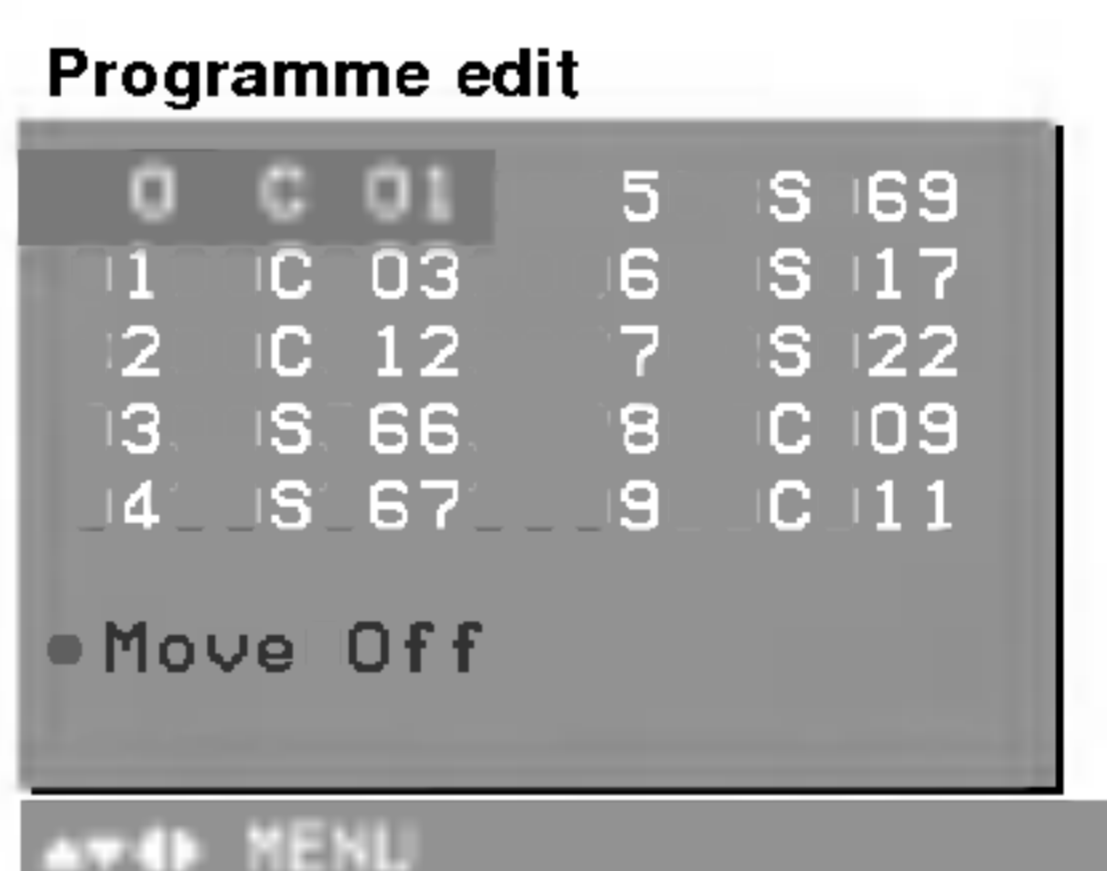 Programme edit
0 C 01 5 S 69
1 C 03 6 S 17
2 C 12 7 S 22
3 S 66 8 C 09
4 S 67 9 C 11
Move Off
▲▼◀▶ MENU